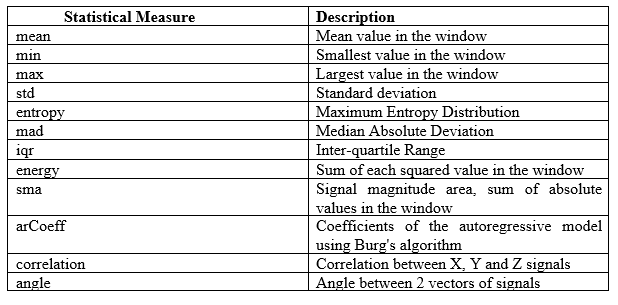 Statistical Measure Description
mean Mean value in the window
min Smallest value in the window
max Largest value in the window
std Standard deviation
entropy Maximum Entropy Distribution
mad Median Absolute Deviation
iqr Inter-quartile Range
energy Sum of each squared value in the window
sma Signal magnitude area, sum of absolute
values in the window
arCoeff Coefficients of the autoregressive model
using Burg's algorithm
correlation Correlation between X, Y and Z signals
angle Angle between 2 vectors of signals